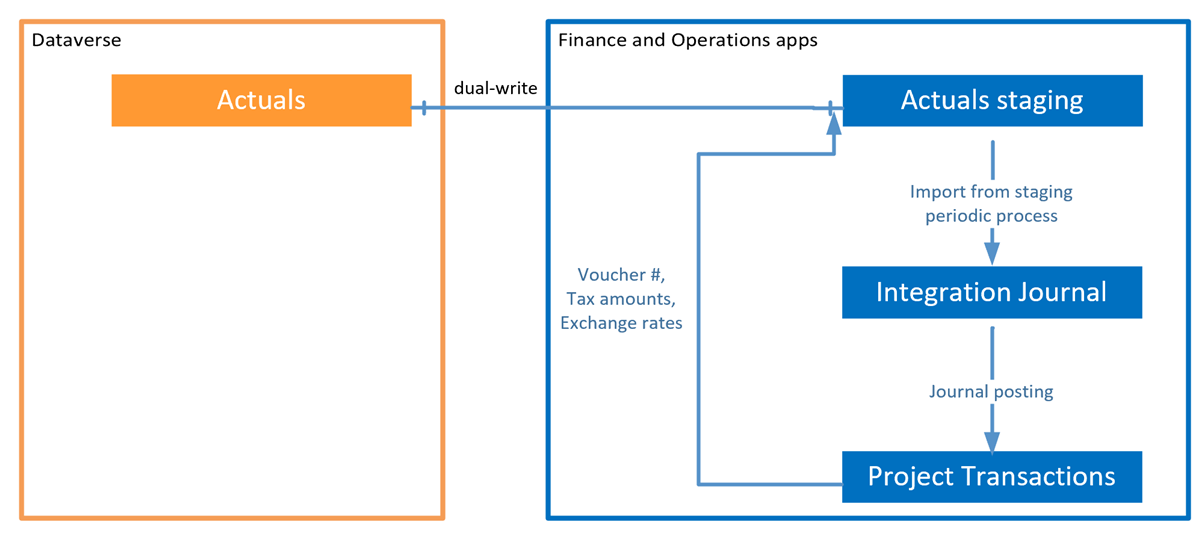 Dataverse
Finance and Operations apps
Actuals
dual-write
Actuals staging
Import from staging
periodic process
Voucher #,
Tax amounts,
Exchange rates
Integration Journal
Journal posting
Project Transactions